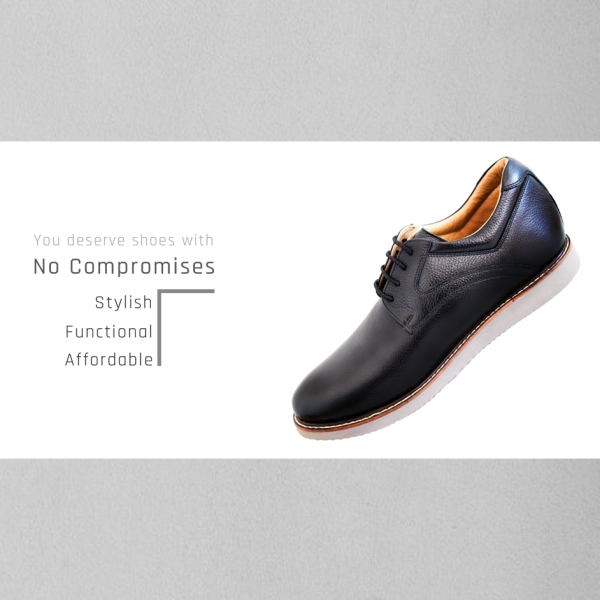 You deserve shoes with
No Compromises
Stylish
Functional
Affordable